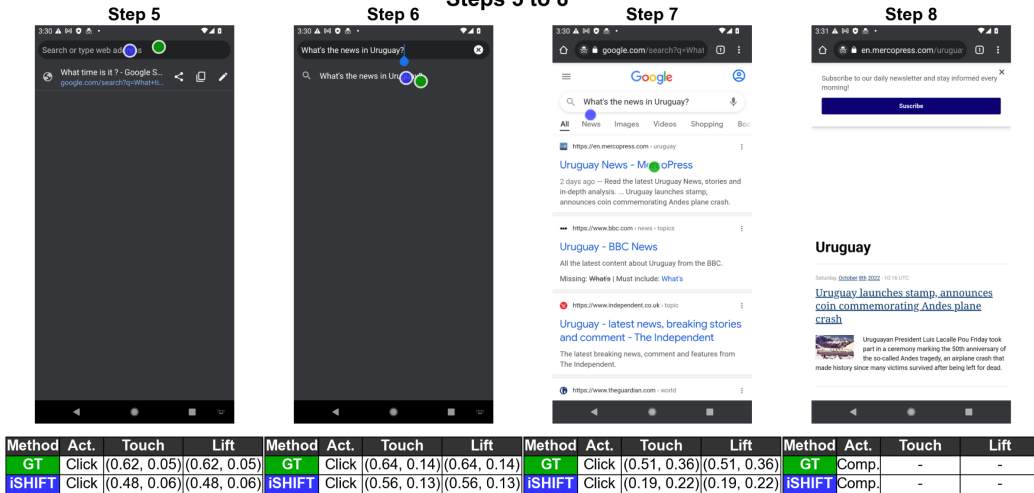 Steps 5 to 8
Step 5
3:30
Search or type web add s
What time is it ? - Google S...
google.com/search?q=What+ti...
Step 6
3:30
What's the news in Uruguay?
What's the news in Uru
Step 7
3:30
google.com/search?q=What
1
Google
What's the news in Uruguay?
All News Images Videos Shopping Boo
https://en.mercopress.com › uruguay
Uruguay News - M oPress
2 days ago — Read the latest Uruguay News, stories and
in-depth analysis. ... Uruguay launches stamp,
announces coin commemorating Andes plane crash.
https://www.bbc.com › news › topics
Uruguay - BBC News
All the latest content about Uruguay from the BBC.
Missing: What's | Must include: What's
https://www.independent.co.uk › topic
Uruguay - latest news, breaking stories
and comment - The Independent
The latest breaking news, comment and features from
The Independent.
https://www.theguardian.com › world
Step 8
3:31
en.mercopress.com/urugua
1
Subscribe to our daily newsletter and stay informed every
morning!
Suscribe
Uruguay
Saturday, October 8th 2022 - 10:16 UTC
Uruguay launches stamp, announces
coin commemorating Andes plane
crash
Uruguayan President Luis Lacalle Pou Friday took
part in a ceremony marking the 50th anniversary of
the so-called Andes tragedy, an airplane crash that
made history since many victims survived after being left for dead.
Method Act. Touch Lift Method Act. Touch Lift Method Act. Touch Lift Method Act. Touch Lift
GT Click (0.62, 0.05) (0.62, 0.05) GT Click (0.64, 0.14) (0.64, 0.14) GT Click (0.51, 0.36) (0.51, 0.36) GT Comp. - -
iSHIFT Click (0.48, 0.06) (0.48, 0.06) iSHIFT Click (0.56, 0.13) (0.56, 0.13) iSHIFT Click (0.19, 0.22) (0.19, 0.22) iSHIFT Comp. - -